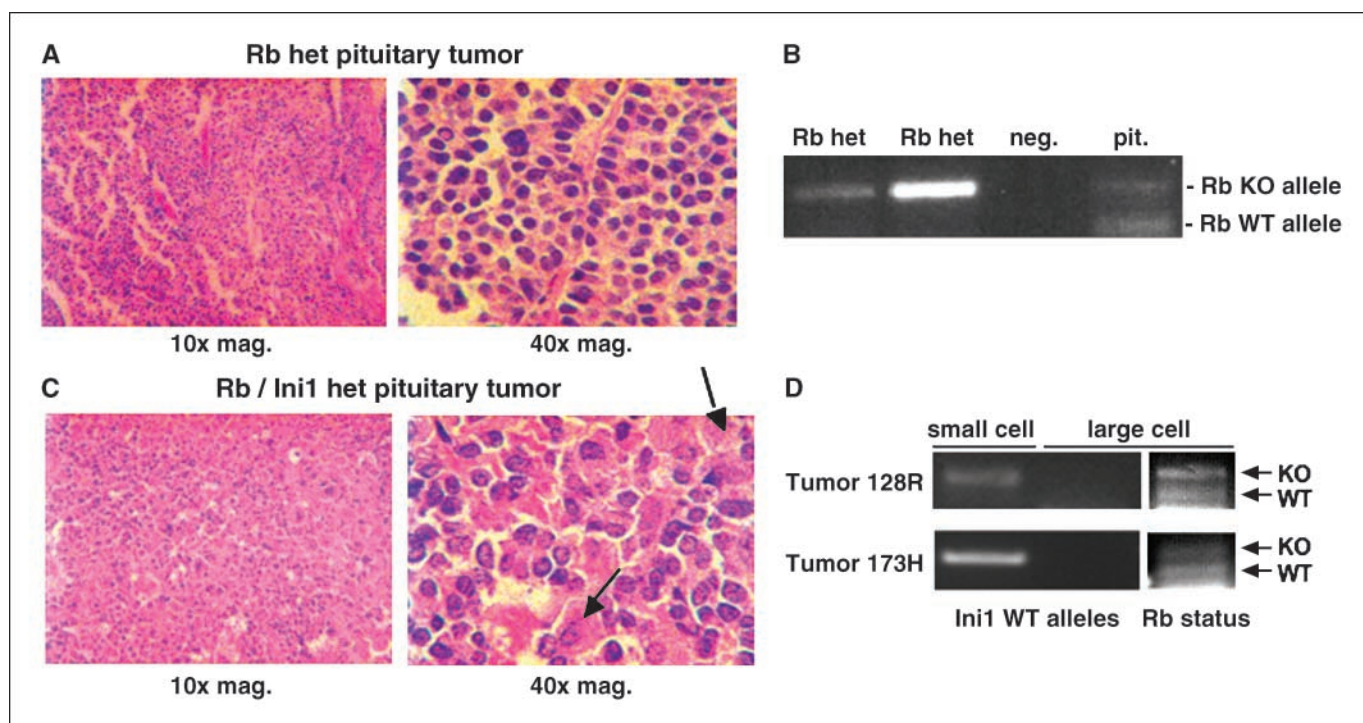 A
Rb het pituitary tumor
10x mag.
40x mag.
B
Rb het
Rb het
neg.
pit.
- Rb KO allele
- Rb WT allele
C
Rb / Ini1 het pituitary tumor
10x mag.
40x mag.
D
small cell
large cell
Tumor 128R
KO
WT
Tumor 173H
KO
WT
Ini1 WT alleles
Rb status